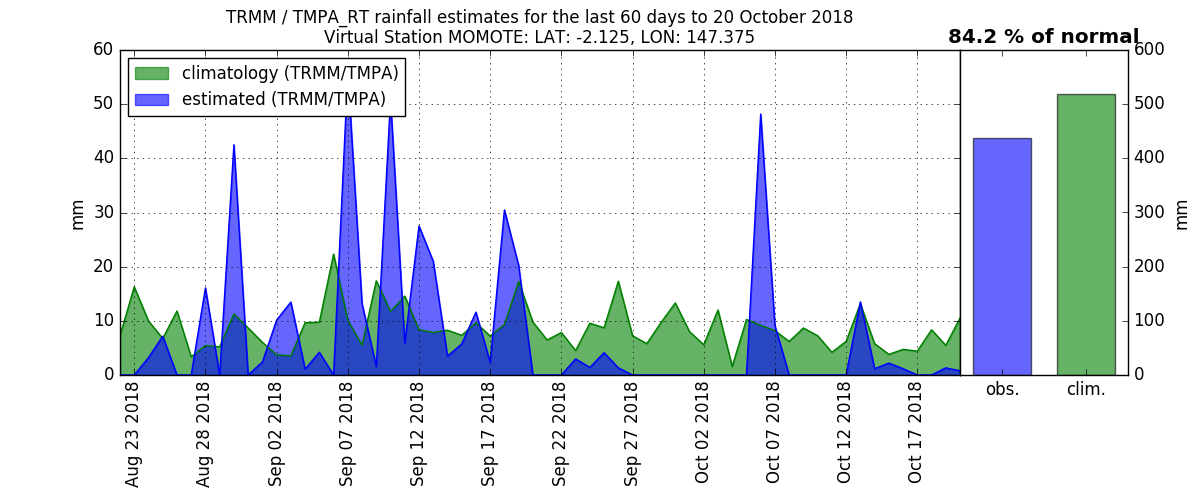 TRMM / TMPA_RT rainfall estimates for the last 60 days to 20 October 2018
Virtual Station MOMOTE: LAT: -2.125, LON: 147.375
84.2 % of normal
climatology (TRMM/TMPA)
estimated (TRMM/TMPA)
60
50
40
30
20
10
0
mm
Aug 23 2018
Aug 28 2018
Sep 02 2018
Sep 07 2018
Sep 12 2018
Sep 17 2018
Sep 22 2018
Sep 27 2018
Oct 02 2018
Oct 07 2018
Oct 12 2018
Oct 17 2018
obs.
clim.
600
500
400
300
200
100
0
mm